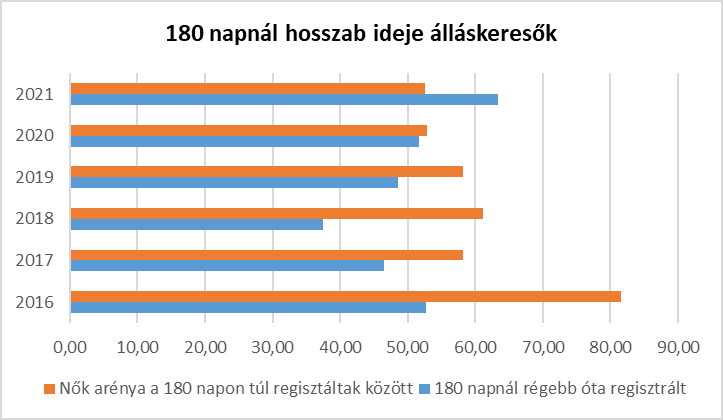 180 napnál hosszab ideje álláskeresők
2021
2020
2019
2018
2017
2016
0,00 10,00 20,00 30,00 40,00 50,00 60,00 70,00 80,00 90,00
Nők arénya a 180 napon túl regisztáltak között 180 napnál régebb óta regisztrált